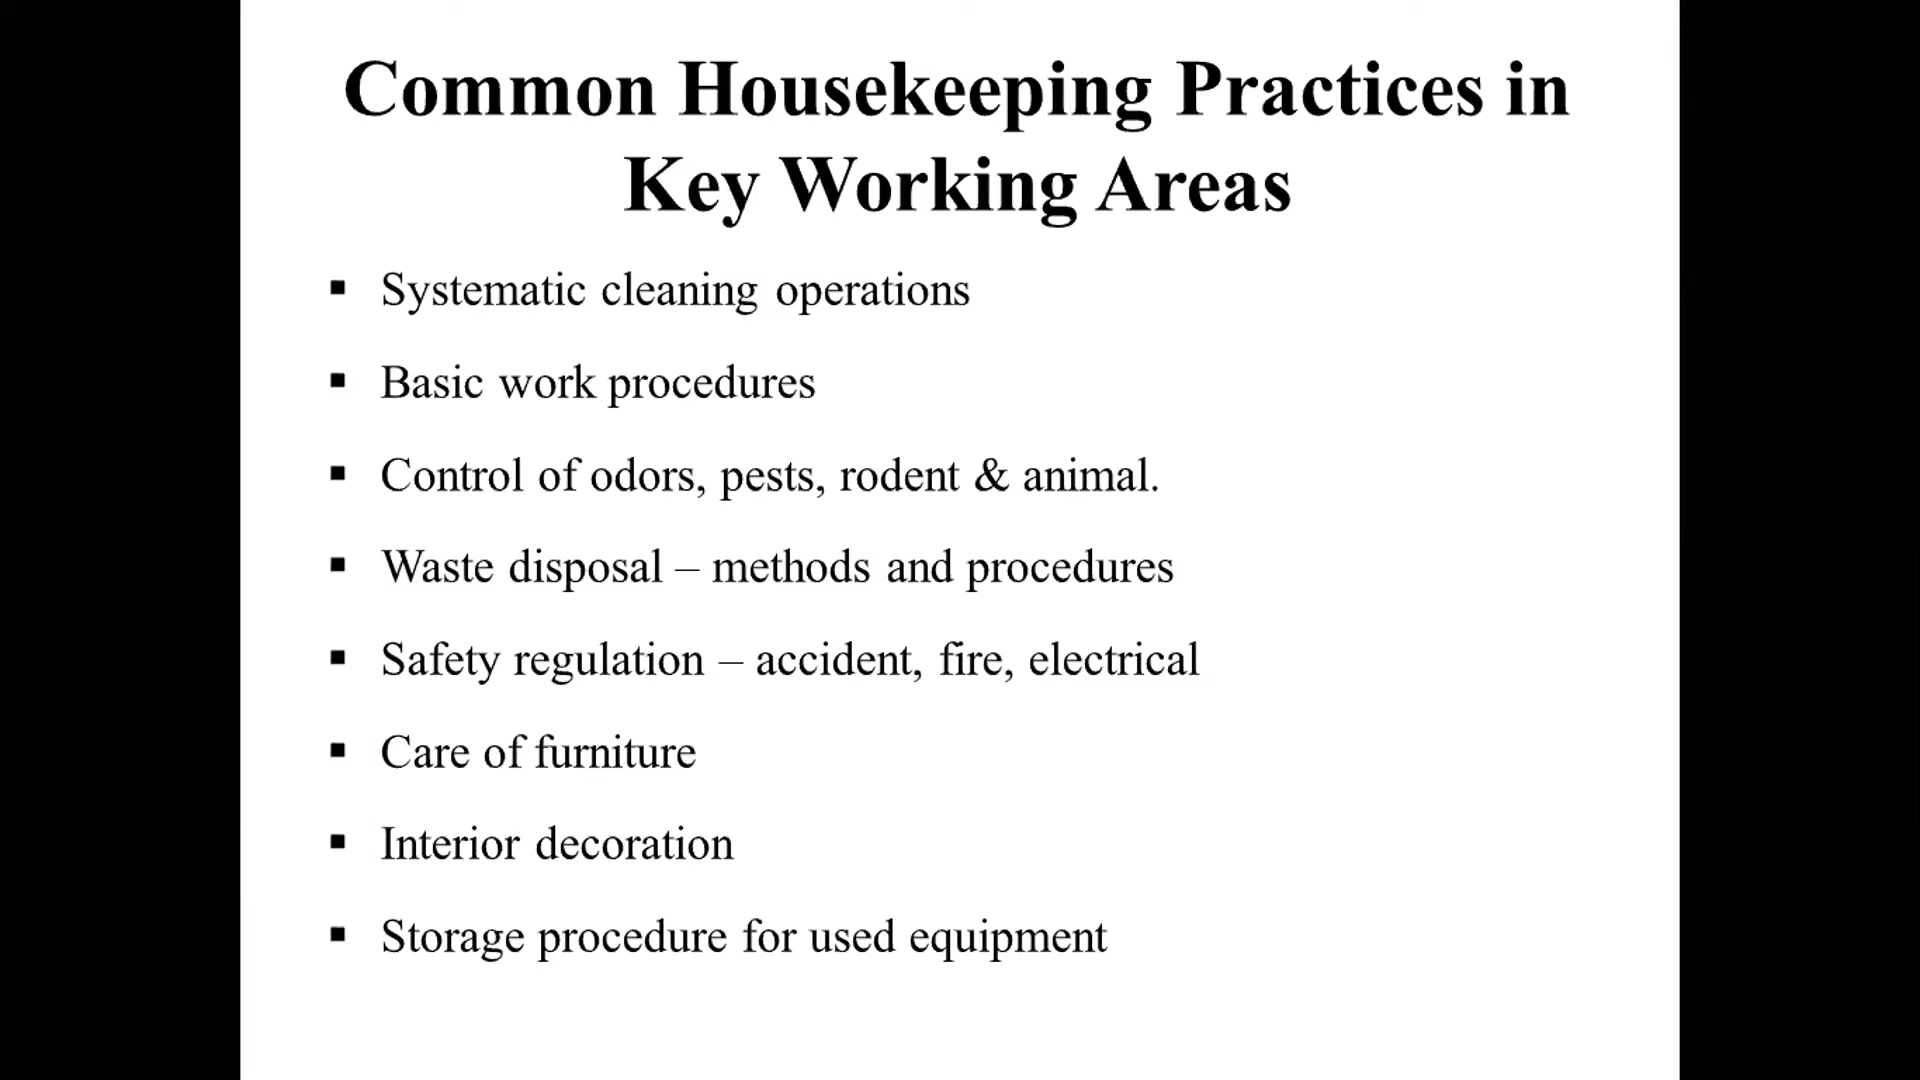 Common Housekeeping Practices in
Key Working Areas
▪ Systematic cleaning operations
▪ Basic work procedures
▪ Control of odors, pests, rodent & animal.
▪ Waste disposal – methods and procedures
▪ Safety regulation – accident, fire, electrical
▪ Care of furniture
▪ Interior decoration
▪ Storage procedure for used equipment